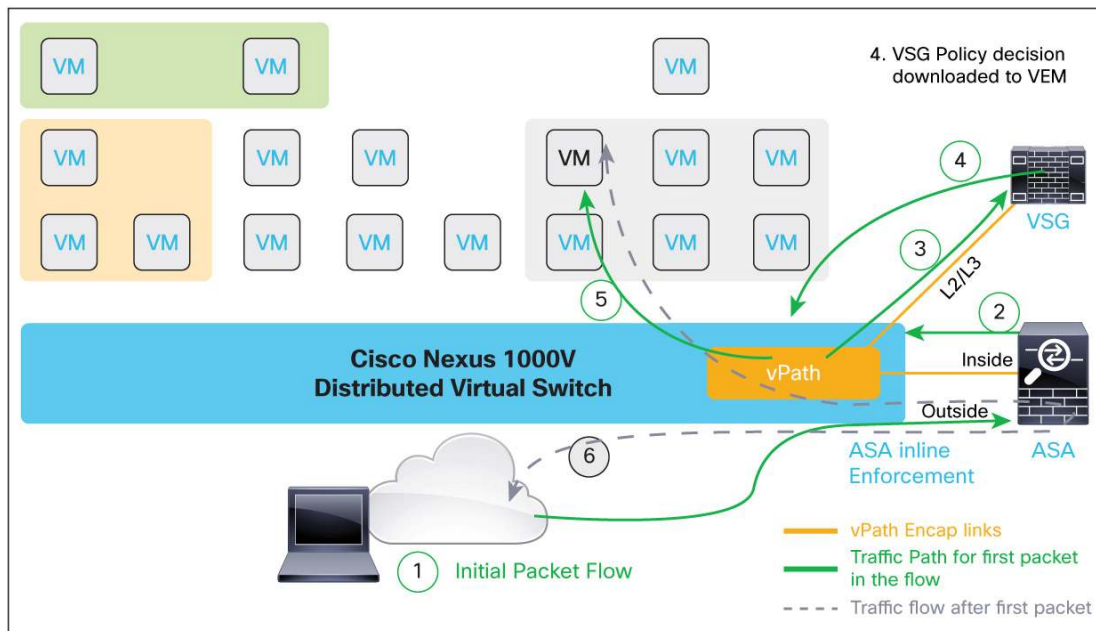 VM VM VM
4. VSG Policy decision
downloaded to VEM
VM VM VM VM VM VM
4
VSG
3
VM VM VM VM VM VM VM VM
L2/L3
5
2
Cisco Nexus 1000V
Distributed Virtual Switch
vPath
Inside
Outside
6
ASA inline
Enforcement
ASA
1 Initial Packet Flow
vPath Encap links
Traffic Path for first packet
in the flow
Traffic flow after first packet